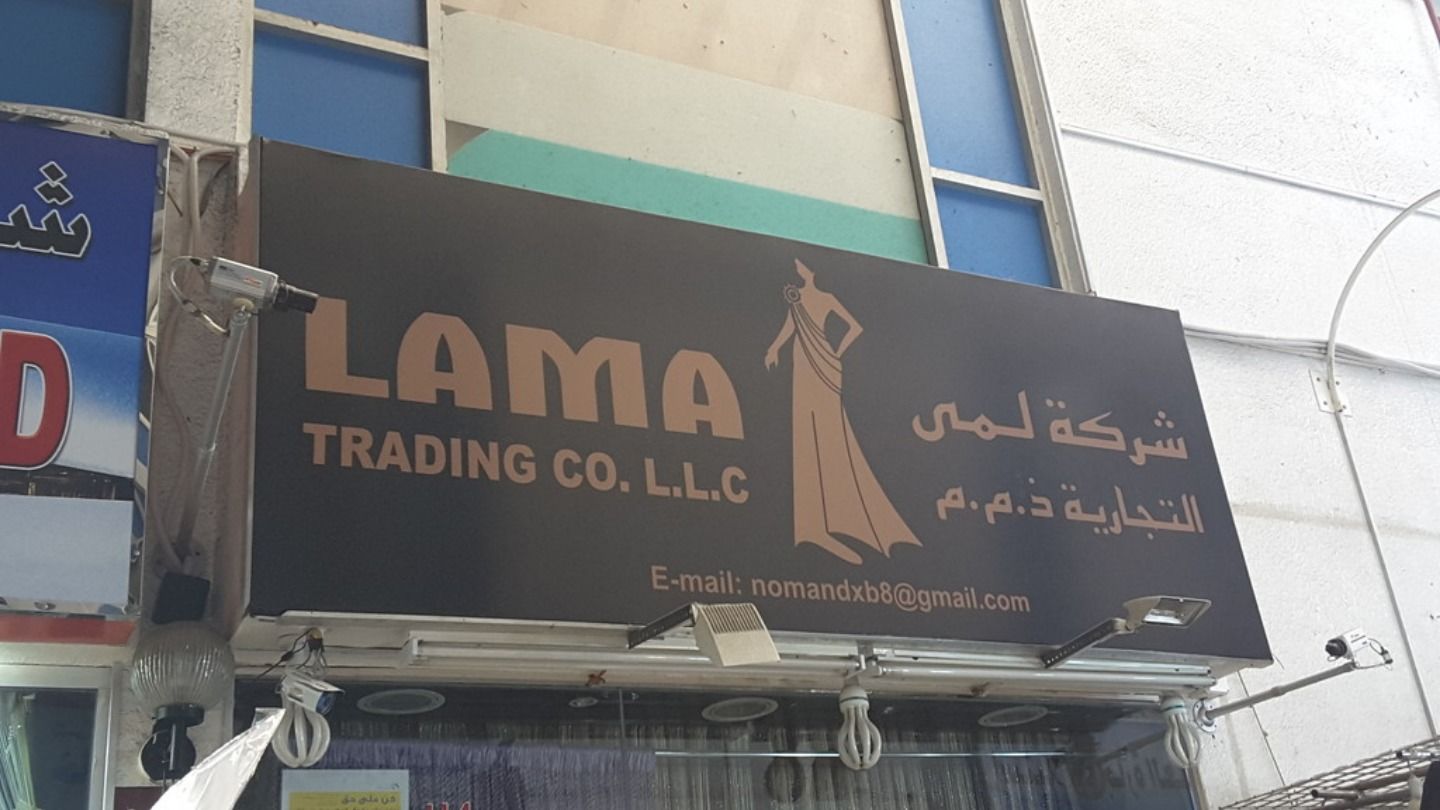 LAMA
TRADING CO. L.L.C
شركة لمى
التجارية ذ.م.م
E-mail: nomandxb8@gmail.com
D